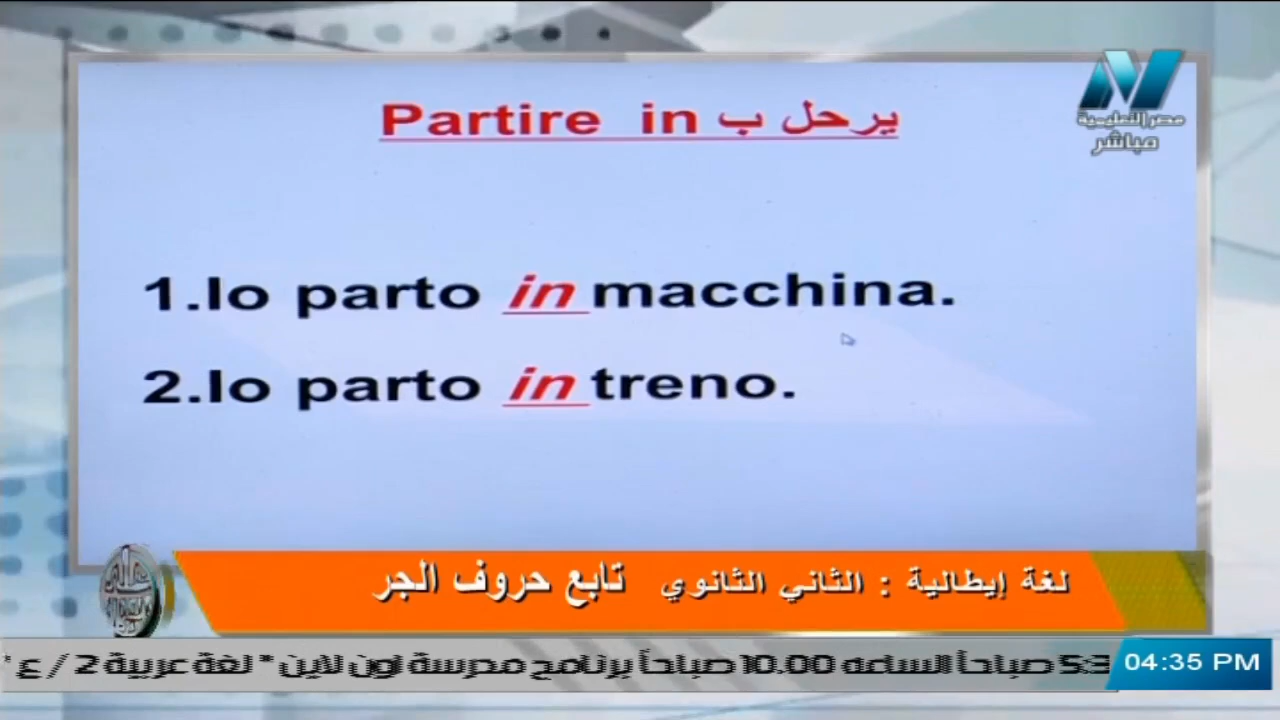 Partire in يرحل ب
مصر التعليمية
مباشر
1.Io parto in macchina.
2.Io parto in treno.
لغة إيطالية : الثاني الثانوي تابع حروف الجر
5:3 صباحاً الساعه 10.00 صباحاً برنامج مدرسة اون لاين * لغة عربية 2 / ع *
04:35 PM